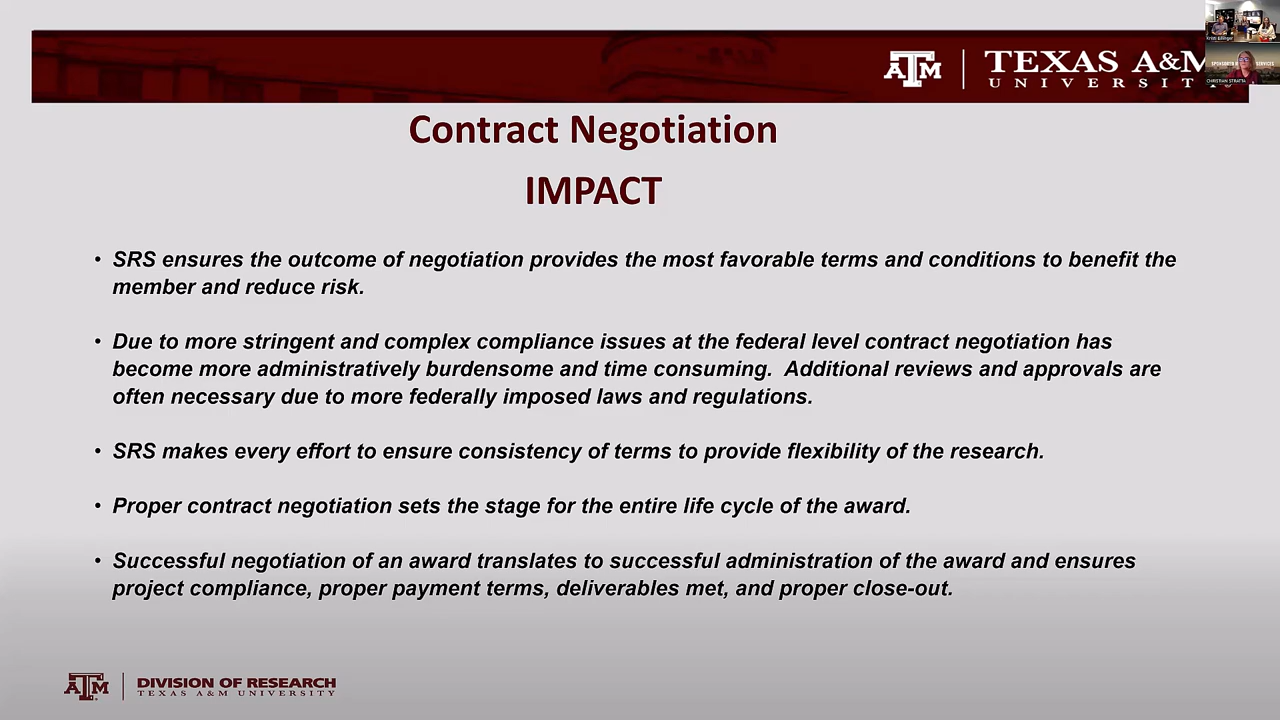 TEXAS A&M
UNIVERSITY
CHRISTIAN STRATTA
Contract Negotiation
IMPACT
• SRS ensures the outcome of negotiation provides the most favorable terms and conditions to benefit the
member and reduce risk.
• Due to more stringent and complex compliance issues at the federal level contract negotiation has
become more administratively burdensome and time consuming.  Additional reviews and approvals are
often necessary due to more federally imposed laws and regulations.
• SRS makes every effort to ensure consistency of terms to provide flexibility of the research.
• Proper contract negotiation sets the stage for the entire life cycle of the award.
• Successful negotiation of an award translates to successful administration of the award and ensures
project compliance, proper payment terms, deliverables met, and proper close-out.
ATM DIVISION OF RESEARCH
TEXAS A&M UNIVERSITY